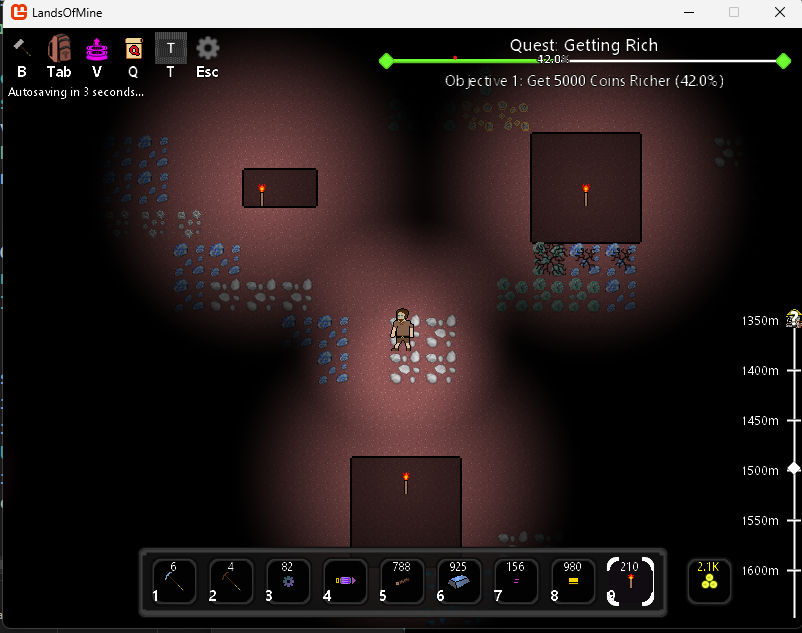 LandsOfMine
B Tab V Q T Esc
T
Autosaving in 3 seconds...
Quest: Getting Rich
42.0%
Objective 1: Get 5000 Coins Richer (42.0%)
1350m
1400m
1450m
1500m
1550m
1600m
6 4 82 788 925 156 980 210 2.1K
1 2 3 4 5 6 7 8 9